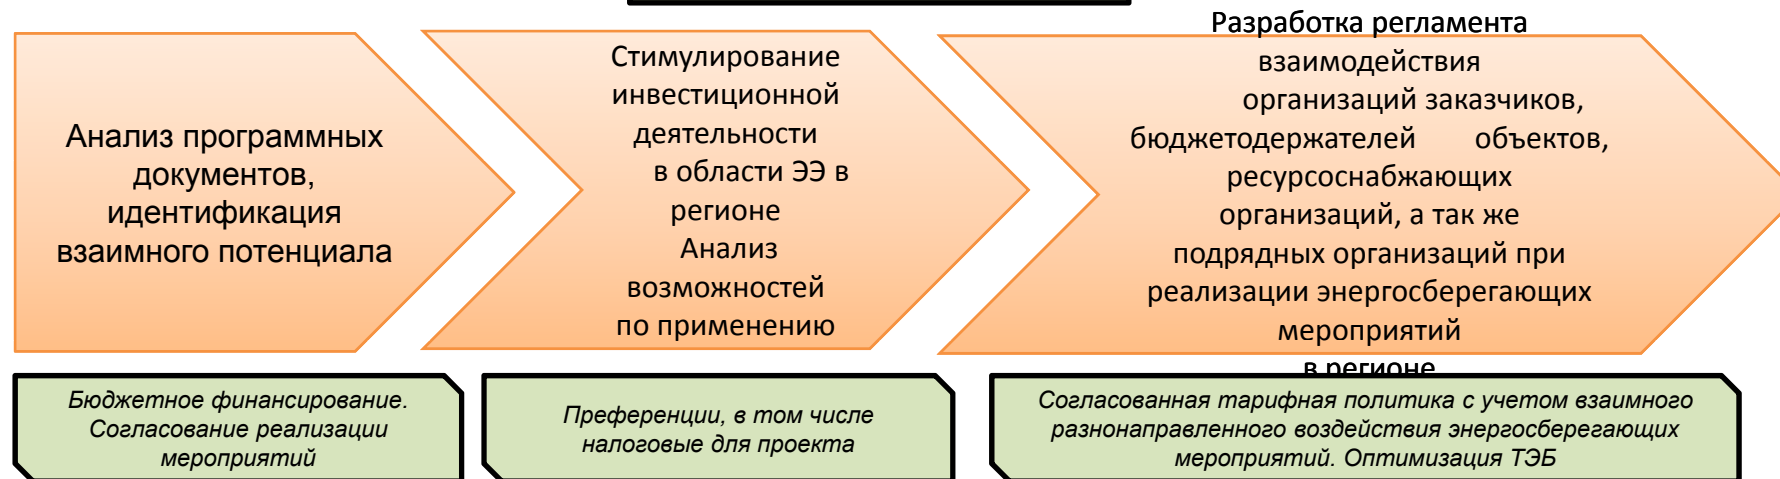 Анализ программных
документов,
идентификация
взаимного потенциала
Стимулирование
инвестиционной
деятельности
в области ЭЭ в
регионе
Анализ
возможностей
по применению
Разработка регламента
взаимодействия
организаций заказчиков,
бюджетодержателей объектов,
ресурсоснабжающих
организаций, а так же
подрядных организаций при
реализации энергосберегающих
мероприятий
в регионе
Бюджетное финансирование.
Согласование реализации
мероприятий
Преференции, в том числе
налоговые для проекта
Согласованная тарифная политика с учетом взаимного
разнонаправленного воздействия энергосберегающих
мероприятий. Оптимизация ТЭБ